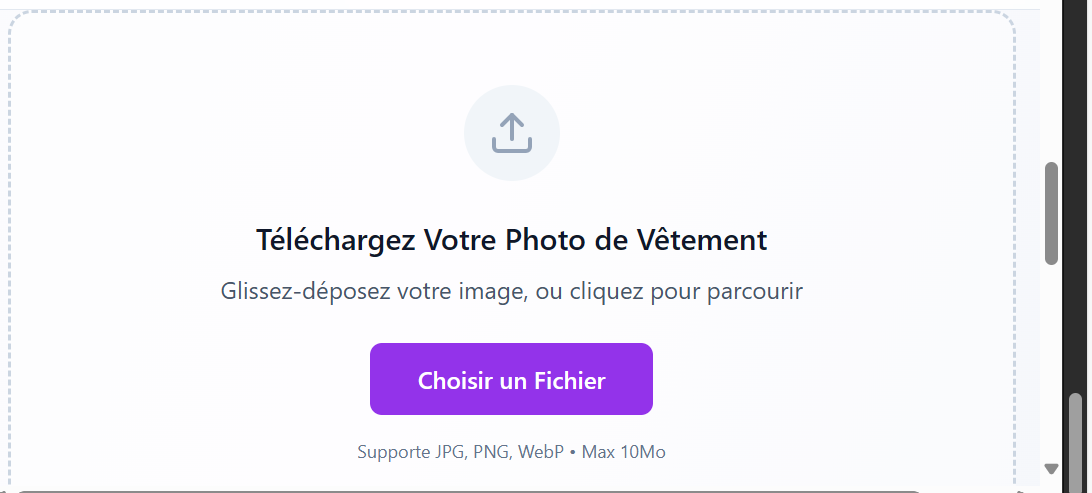 Téléchargez Votre Photo de Vêtement
Glissez-déposez votre image, ou cliquez pour parcourir
Choisir un Fichier
Supporte JPG, PNG, WebP • Max 10Mo